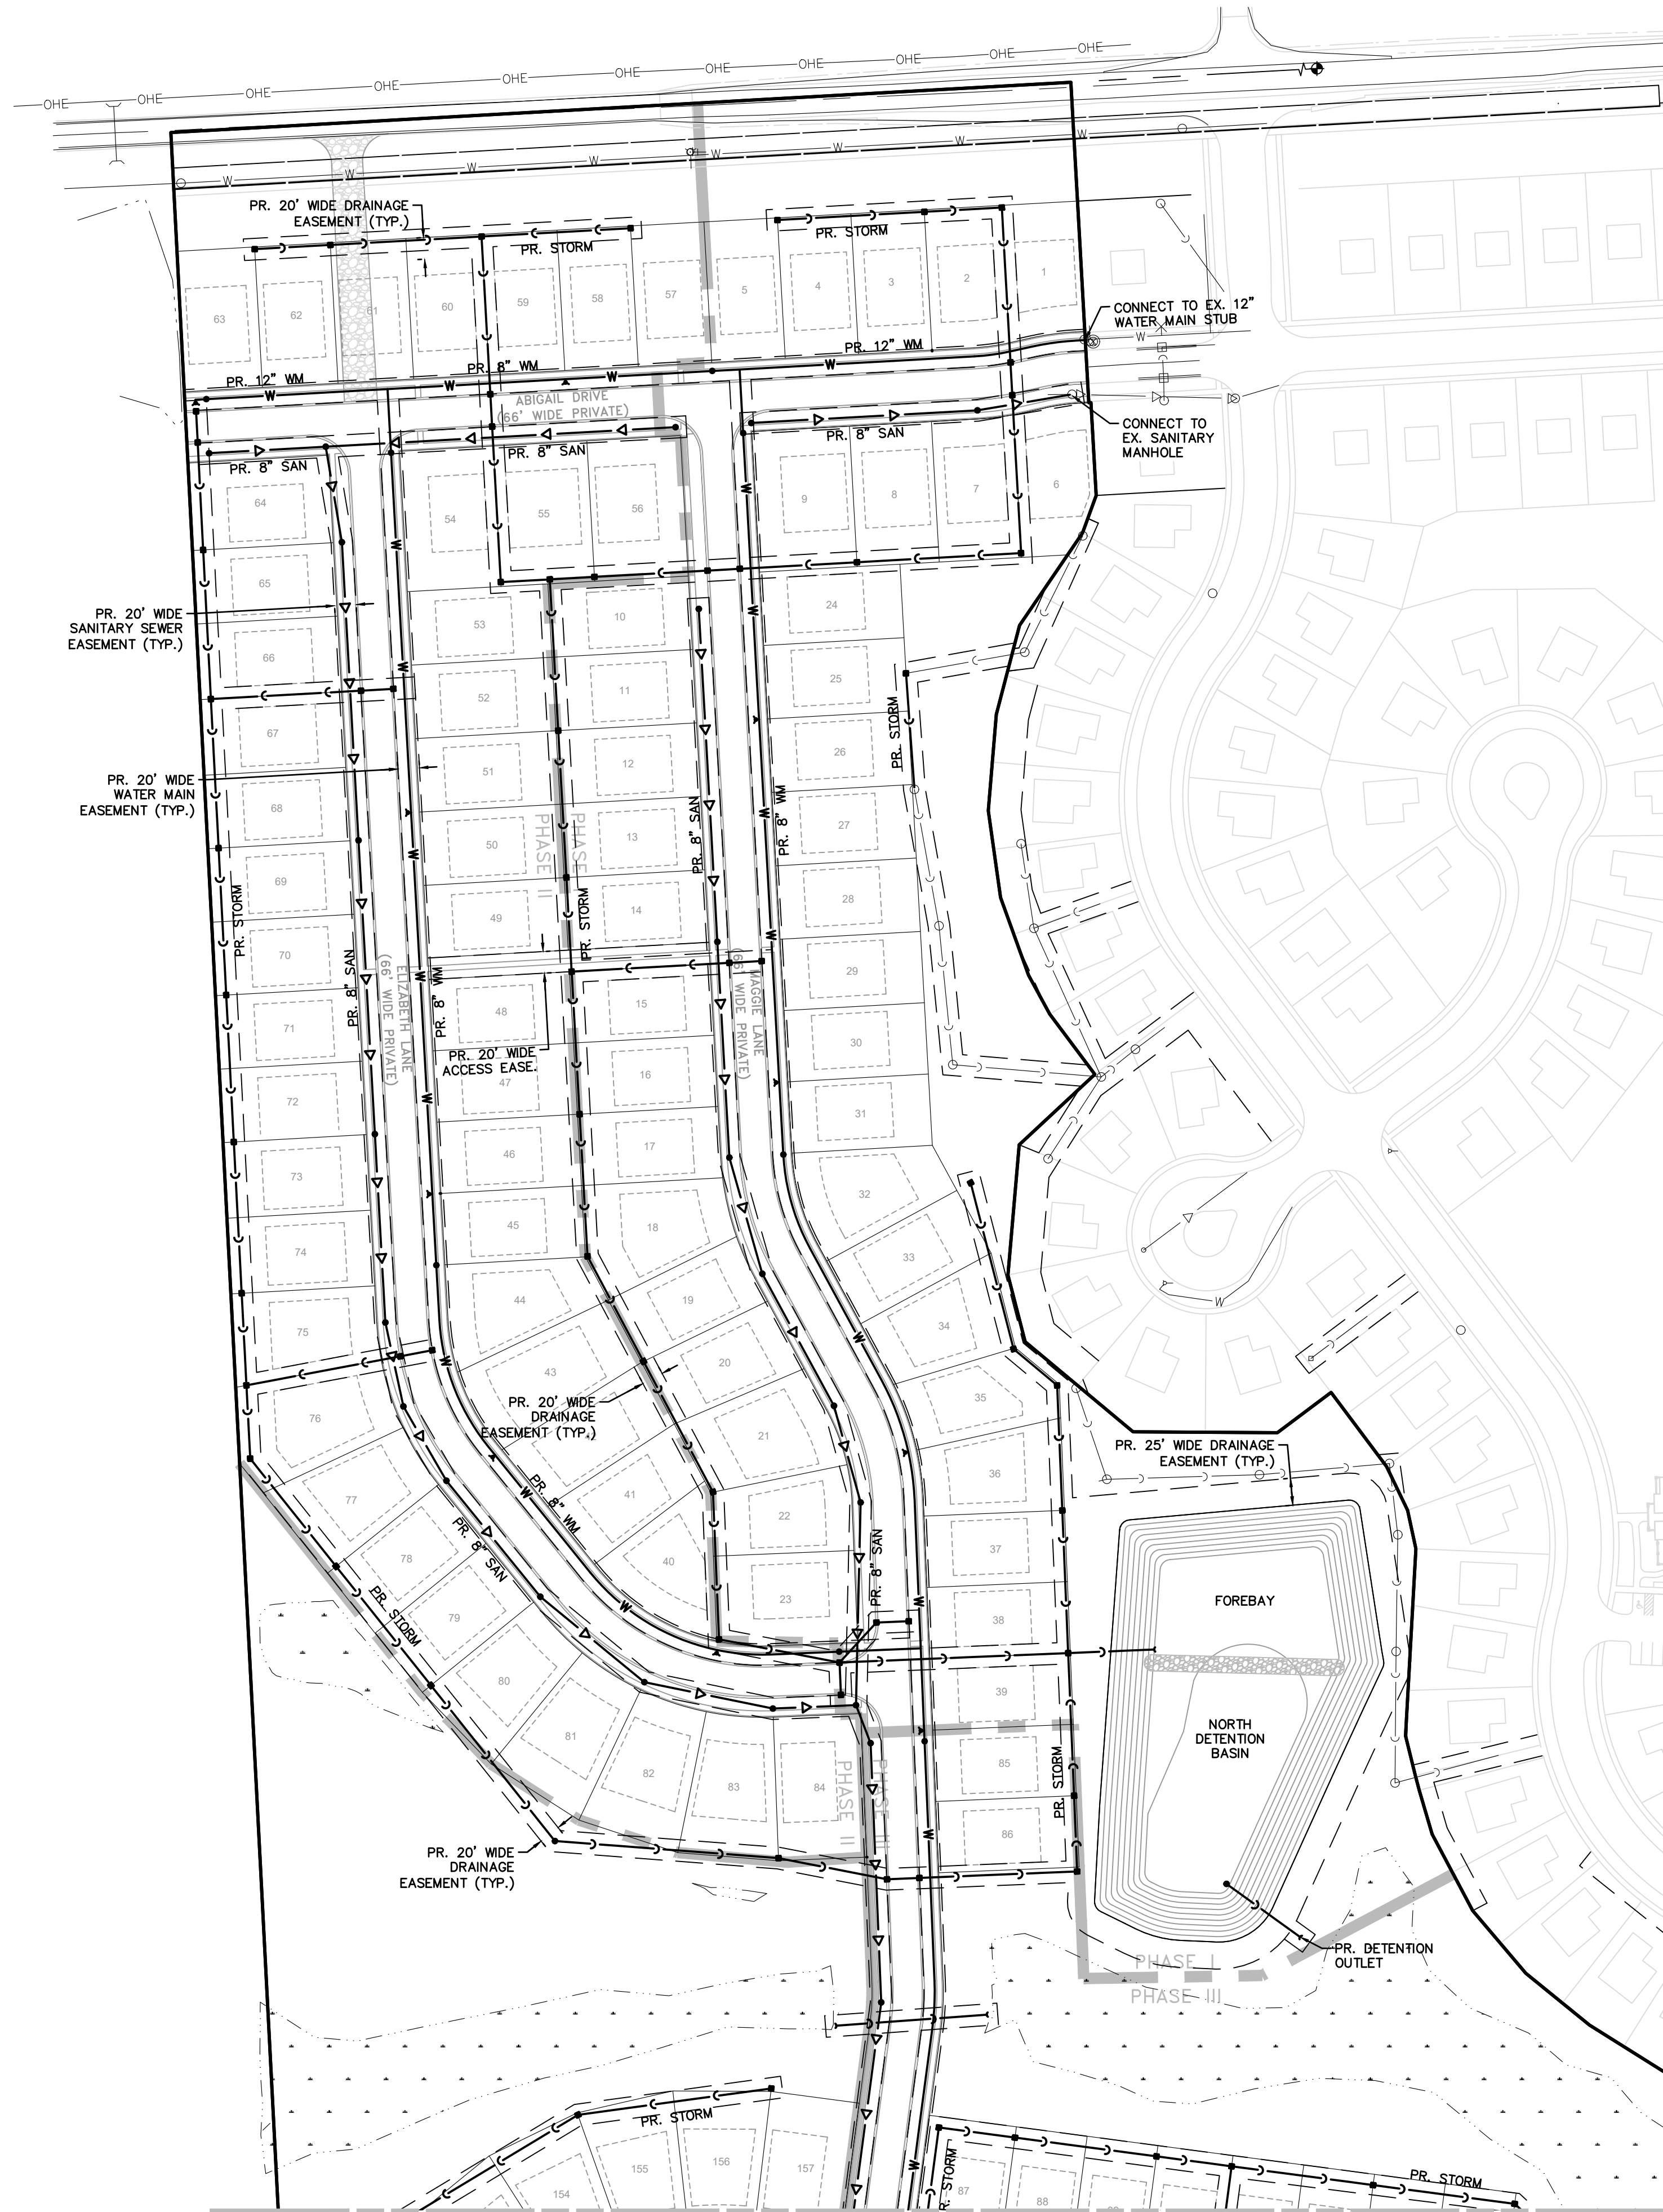 OHE OHE OHE OHE OHE OHE OHE OHE OHE OHE
W W W W W W W W
PR. 20' WIDE DRAINAGE
EASEMENT (TYP.)
PR. STORM
PR. STORM
63
62
61
60
59
58
57
5
4
3
2
1
CONNECT TO EX. 12"
WATER MAIN STUB
PR. 12" WM
PR. 8" WM
PR. 12" WM
W W W W
W
ABIGAIL DRIVE
(66' WIDE PRIVATE)
CONNECT TO
EX. SANITARY
MANHOLE
PR. 8" SAN
PR. 8" SAN
PR. 8" SAN
64
54
55
56
9
8
7
6
65
53
10
24
PR. 20' WIDE
SANITARY SEWER
EASEMENT (TYP.)
66
52
11
25
PR. STORM
67
51
12
26
PR. 20' WIDE
WATER MAIN
EASEMENT (TYP.)
68
50
PHASE II
PHASE I
13
PR. 8" SAN
PR. 8" WM
27
69
49
14
28
PR. STORM
PR. STORM
70
PR. 8" SAN
ELIZABETH LANE
(66' WIDE PRIVATE)
PR. 8" WM
MAGGIE LANE
(66' WIDE PRIVATE)
29
71
48
15
30
PR. 20' WIDE
ACCESS EASE.
47
16
72
31
46
17
73
32
45
18
74
33
44
19
W
75
34
43
20
35
PR. 20' WIDE
DRAINAGE
EASEMENT (TYP.)
76
21
PR. 25' WIDE DRAINAGE
EASEMENT (TYP.)
36
77
41
22
PR. 8" WM
PR. 8" SAN
78
40
37
PR. 8" SAN
23
FOREBAY
79
38
PR. STORM
80
39
NORTH
DETENTION
BASIN
81
82
83
84
85
PHASE II
PHASE III
PR. STORM
86
PR. 20' WIDE
DRAINAGE
EASEMENT (TYP.)
PR. DETENTION
OUTLET
PHASE I
PHASE III
PR. STORM
155
156
157
154
PR. STORM
87
88
PR. STORM